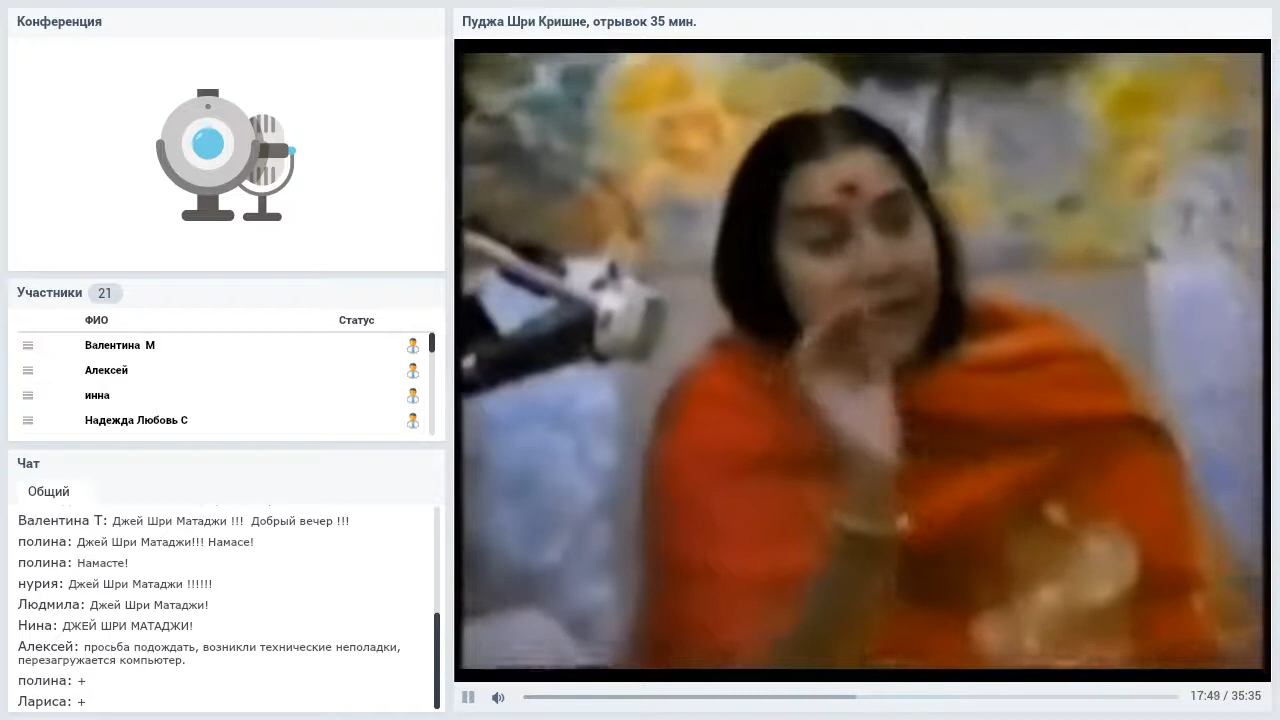 Конференция
Пуджа Шри Кришне, отрывок 35 мин.
Участники 21
ФИО Статус
Валентина М
Алексей
инна
Надежда Любовь С
Чат
Общий
Валентина Т: Джей Шри Матаджи !!! Добрый вечер !!!
полина: Джей Шри Матаджи!!! Намасе!
полина: Намасте!
нурия: Джей Шри Матаджи !!!!!!
Людмила: Джей Шри Матаджи!
Нина: ДЖЕЙ ШРИ МАТАДЖИ!
Алексей: просьба подождать, возникли технические неполадки,
перезагружается компьютер.
полина: +
Лариса: +
17:49 / 35:35